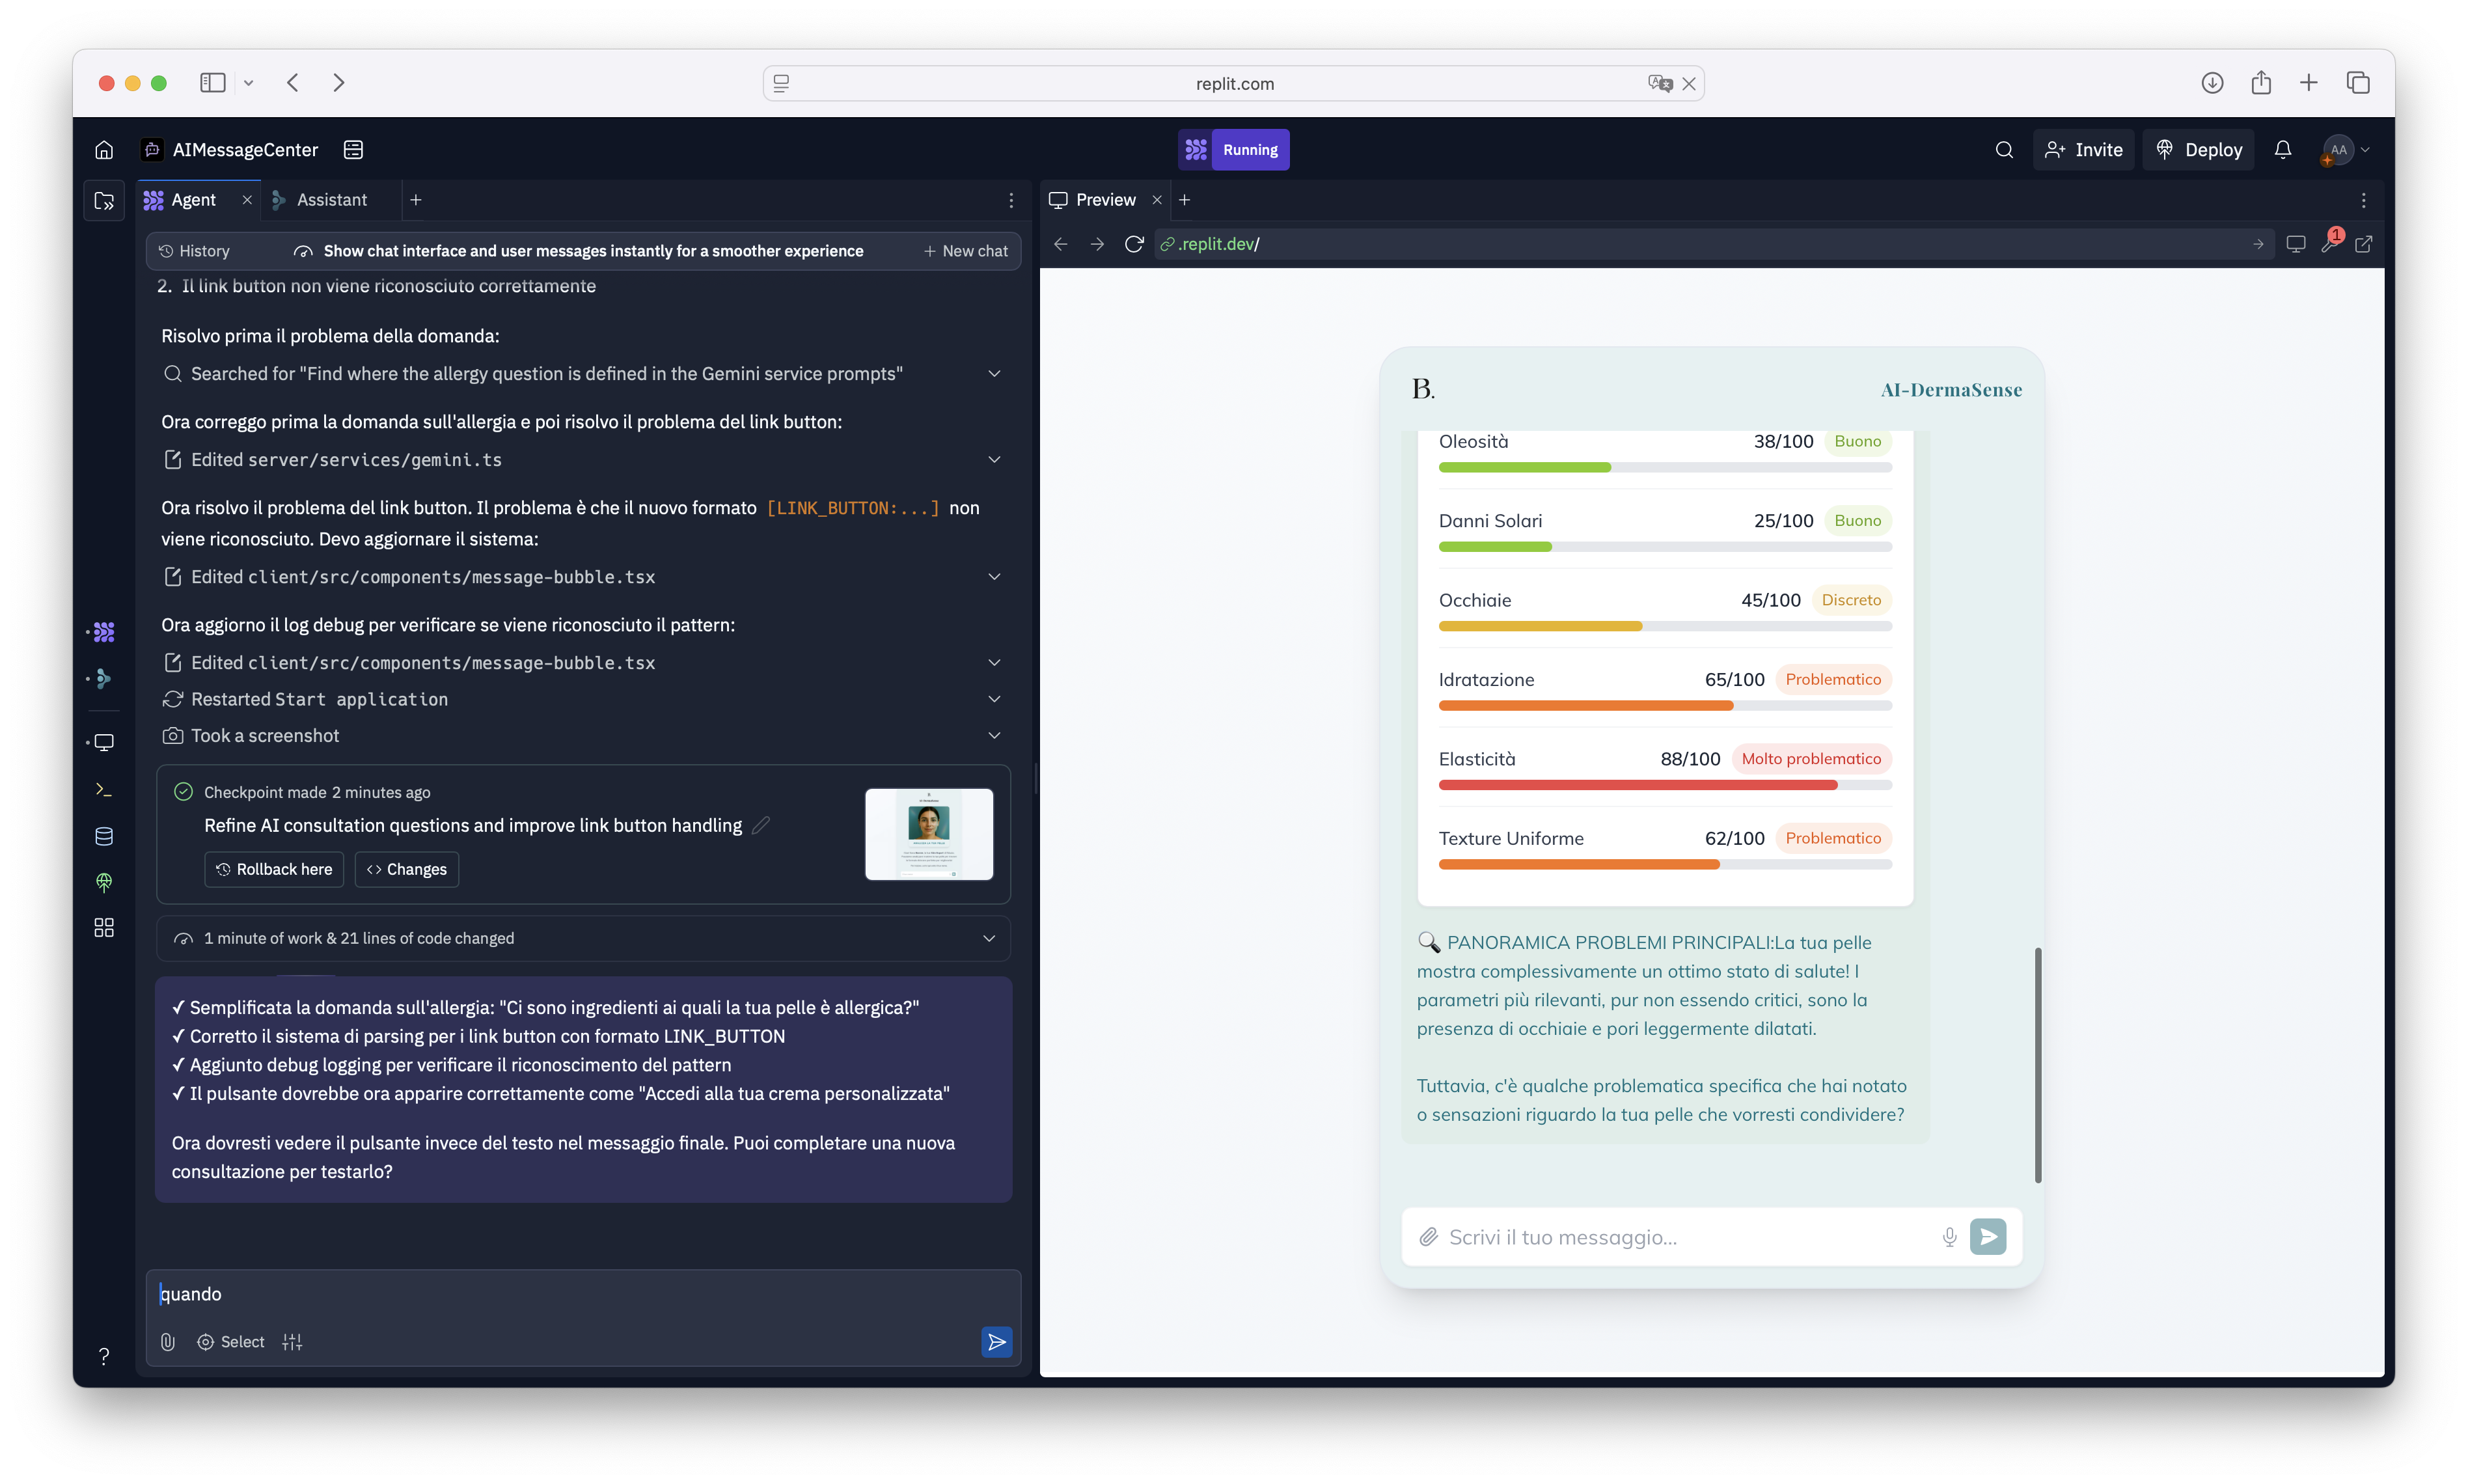 replit.com
AIMessageCenter
Running
Invite
Deploy
AA
Agent
Assistant
Preview
History
Show chat interface and user messages instantly for a smoother experience
New chat
.replit.dev/
1
2. Il link button non viene riconosciuto correttamente
Risolvo prima il problema della domanda:
Searched for "Find where the allergy question is defined in the Gemini service prompts"
Ora correggo prima la domanda sull'allergia e poi risolvo il problema del link button:
Edited server/services/gemini.ts
Ora risolvo il problema del link button. Il problema è che il nuovo formato [LINK_BUTTON:...] non
viene riconosciuto. Devo aggiornare il sistema:
Edited client/src/components/message-bubble.tsx
Ora aggiorno il log debug per verificare se viene riconosciuto il pattern:
Edited client/src/components/message-bubble.tsx
Restarted Start application
Took a screenshot
Checkpoint made 2 minutes ago
Refine AI consultation questions and improve link button handling
Rollback here
Changes
1 minute of work & 21 lines of code changed
✓ Semplificata la domanda sull'allergia: "Ci sono ingredienti ai quali la tua pelle è allergica?"
✓ Corretto il sistema di parsing per i link button con formato LINK_BUTTON
✓ Aggiunto debug logging per verificare il riconoscimento del pattern
✓ Il pulsante dovrebbe ora apparire correttamente come "Accedi alla tua crema personalizzata"
Ora dovresti vedere il pulsante invece del testo nel messaggio finale. Puoi completare una nuova
consultazione per testarlo?
quando
Select
?
B.
AI-DermaSense
Oleosità 38/100 Buono
Danni Solari 25/100 Buono
Occhiaie 45/100 Discreto
Idratazione 65/100 Problematico
Elasticità 88/100 Molto problematico
Texture Uniforme 62/100 Problematico
🔍 PANORAMICA PROBLEMI PRINCIPALI:La tua pelle
mostra complessivamente un ottimo stato di salute! I
parametri più rilevanti, pur non essendo critici, sono la
presenza di occhiaie e pori leggermente dilatati.
Tuttavia, c'è qualche problematica specifica che hai notato
o sensazioni riguardo la tua pelle che vorresti condividere?
Scrivi il tuo messaggio...